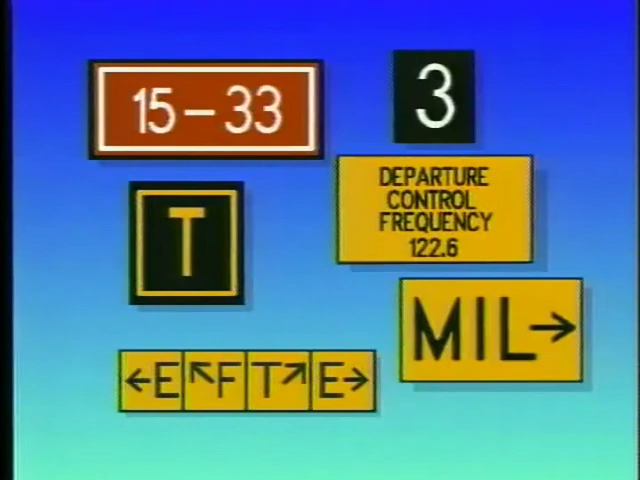 15-33
3
T
DEPARTURE
CONTROL
FREQUENCY
122.6
MIL→
←E ↖F T↗ E→